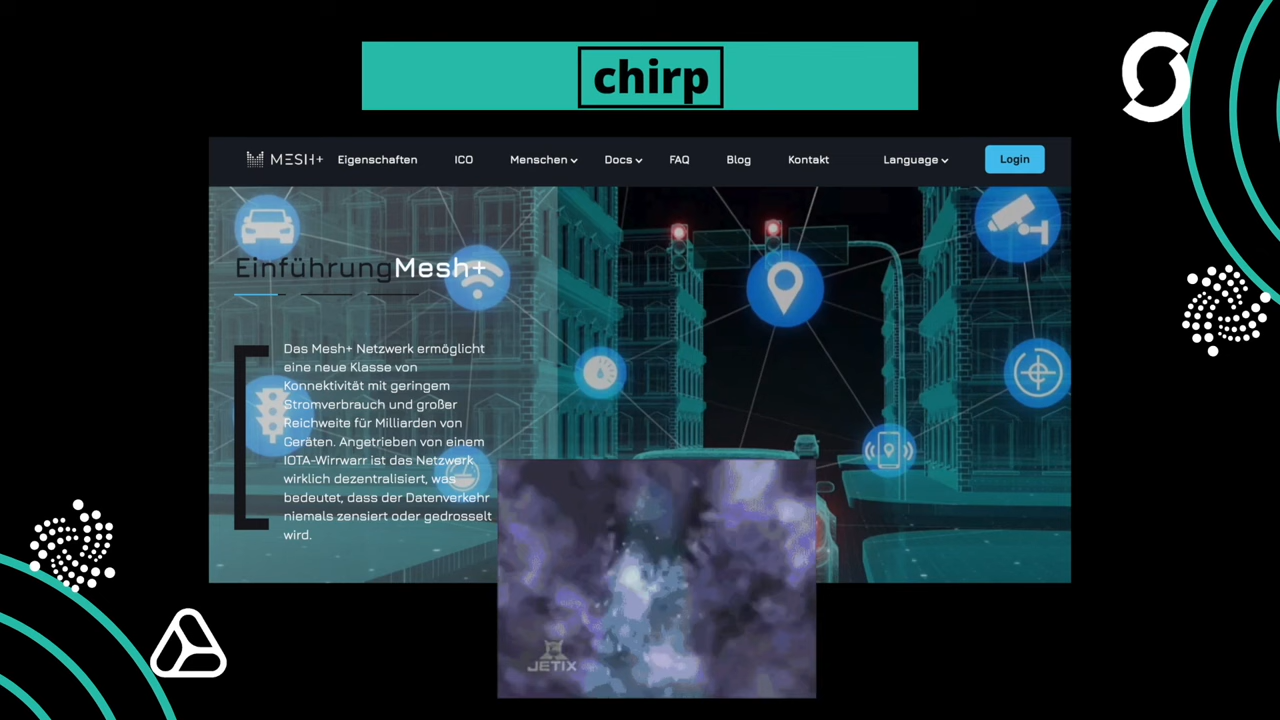 chirp
MESH+ Eigenschaften ICO Menschen Docs FAQ Blog Kontakt Language Login
EinführungMesh+
Das Mesh+ Netzwerk ermöglicht
eine neue Klasse von
Konnektivität mit geringem
Stromverbrauch und großer
Reichweite für Milliarden von
Geräten. Angetrieben von einem
IOTA-Wirrwarr ist das Netzwerk
wirklich dezentralisiert, was
bedeutet, dass der Datenverkehr
niemals zensiert oder gedrosselt
wird.
JETIX